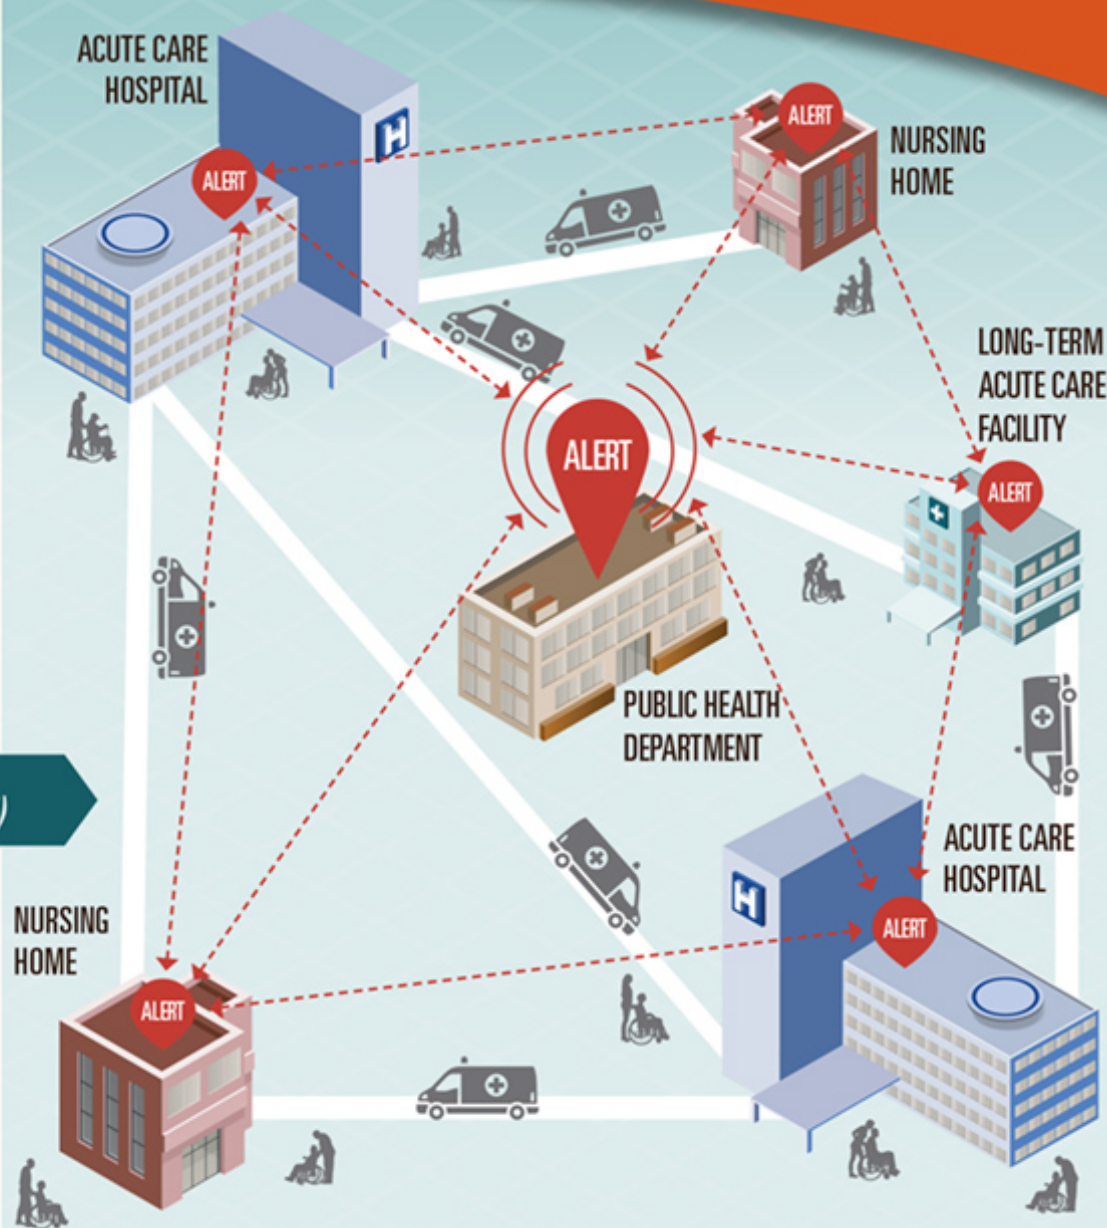 ACUTE CARE
HOSPITAL
H
ALERT
ALERT
NURSING
HOME
LONG-TERM
ACUTE CARE
FACILITY
ALERT
ALERT
PUBLIC HEALTH
DEPARTMENT
ACUTE CARE
HOSPITAL
H
ALERT
NURSING
HOME
ALERT